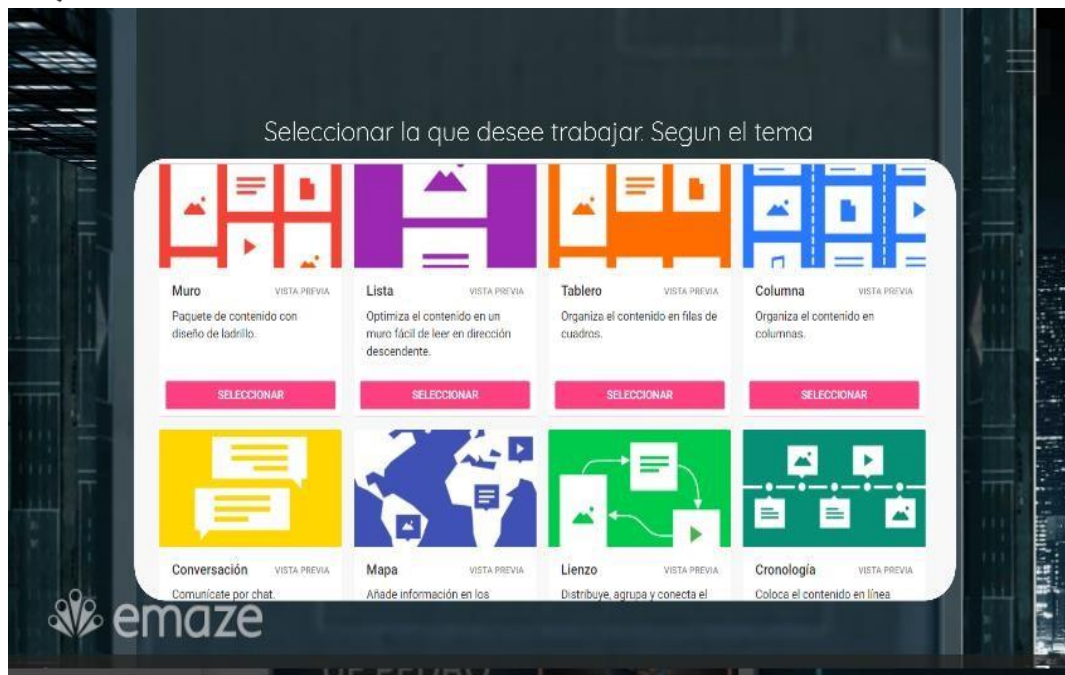 Seleccionar la que desee trabajar. Segun el tema
Muro VISTA PREVIA
Paquete de contenido con
diseño de ladrillo.
SELECCIONAR
Lista VISTA PREVIA
Optimiza el contenido en un
muro fácil de leer en dirección
descendente.
SELECCIONAR
Tablero VISTA PREVIA
Organiza el contenido en filas de
cuadros.
SELECCIONAR
Columna VISTA PREVIA
Organiza el contenido en
columnas.
SELECCIONAR
Conversación VISTA PREVIA
Comunícate por chat.
Mapa VISTA PREVIA
Añade información en los
Lienzo VISTA PREVIA
Distribuye, agrupa y conecta el
Cronología VISTA PREVIA
Coloca el contenido en línea
emaze